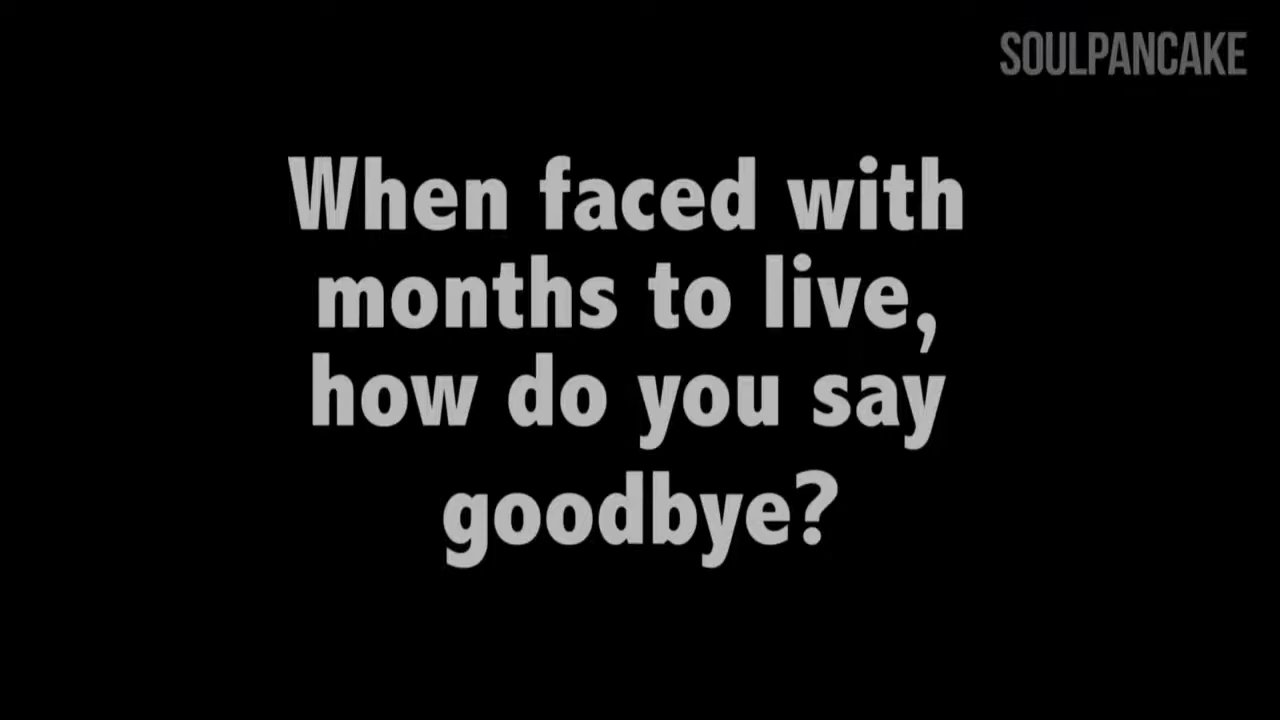 SOULPANCAKE
When faced with
months to live,
how do you say
goodbye?